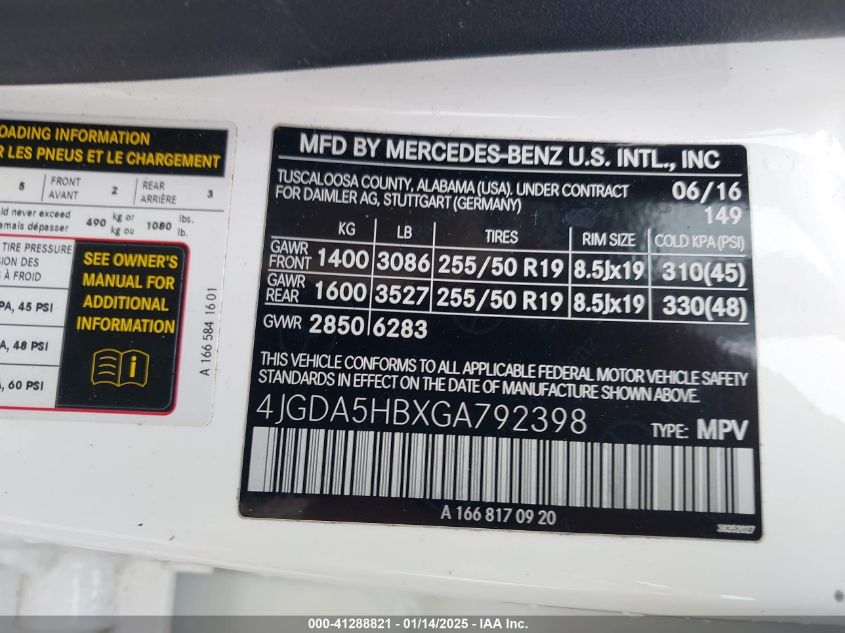 OADING INFORMATION
R LES PNEUS ET LE CHARGEMENT
5 FRONT AVANT 2 REAR ARRIÈRE 3
ld never exceed
amais dépasser 490 kg or kg ou 1080 lbs. lb.
TIRE PRESSURE
SION DES
À FROID
PA, 45 PSI
A, 48 PSI
A, 60 PSI
SEE OWNER'S
MANUAL FOR
ADDITIONAL
INFORMATION
A 166 584 16 01
MFD BY MERCEDES-BENZ U.S. INTL., INC
TUSCALOOSA COUNTY, ALABAMA (USA). UNDER CONTRACT
FOR DAIMLER AG, STUTTGART (GERMANY)
06/16
149
KG LB TIRES RIM SIZE COLD KPA (PSI)
GAWR FRONT 1400 3086 255/50 R19 8.5Jx19 310(45)
GAWR REAR 1600 3527 255/50 R19 8.5Jx19 330(48)
GVWR 2850 6283
THIS VEHICLE CONFORMS TO ALL APPLICABLE FEDERAL MOTOR VEHICLE SAFETY
STANDARDS IN EFFECT ON THE DATE OF MANUFACTURE SHOWN ABOVE.
4JGDA5HBXGA792398 TYPE: MPV
A 166 817 09 20
000-41288821 - 01/14/2025 - IAA Inc.